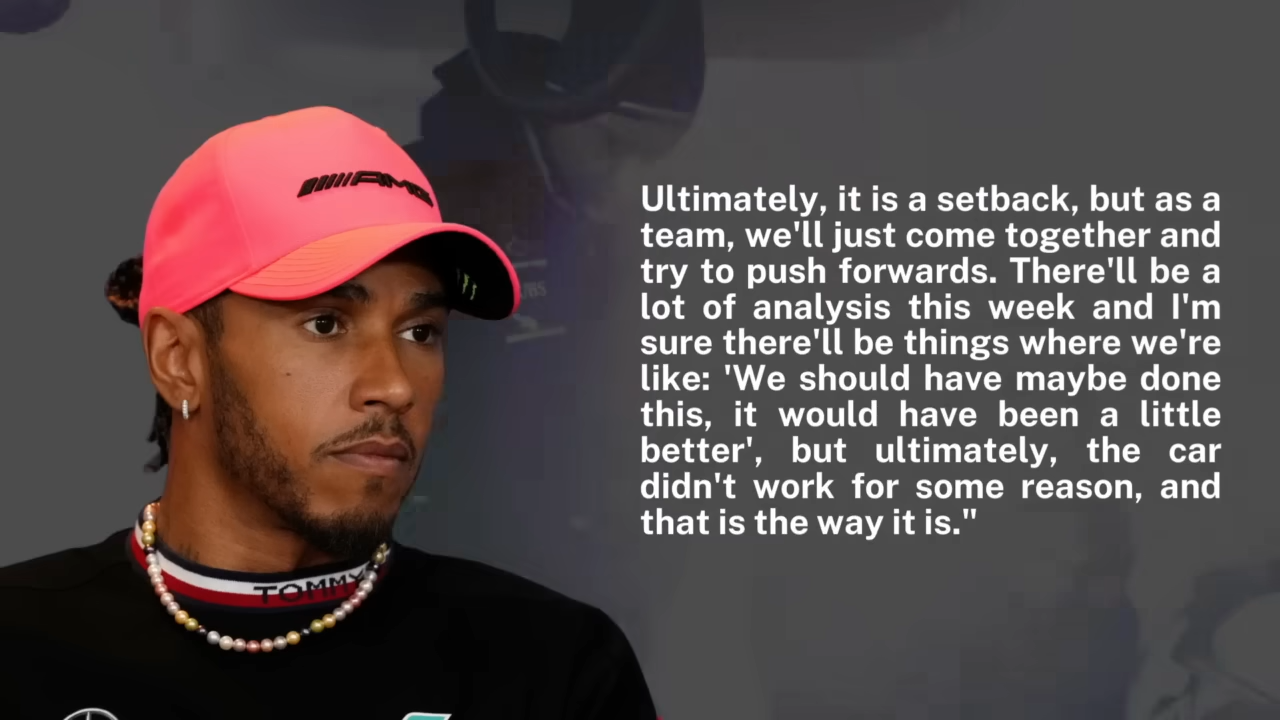 AMG
TOMMY
Ultimately, it is a setback, but as a
team, we'll just come together and
try to push forwards. There'll be a
lot of analysis this week and I'm
sure there'll be things where we're
like: 'We should have maybe done
this, it would have been a little
better', but ultimately, the car
didn't work for some reason, and
that is the way it is."